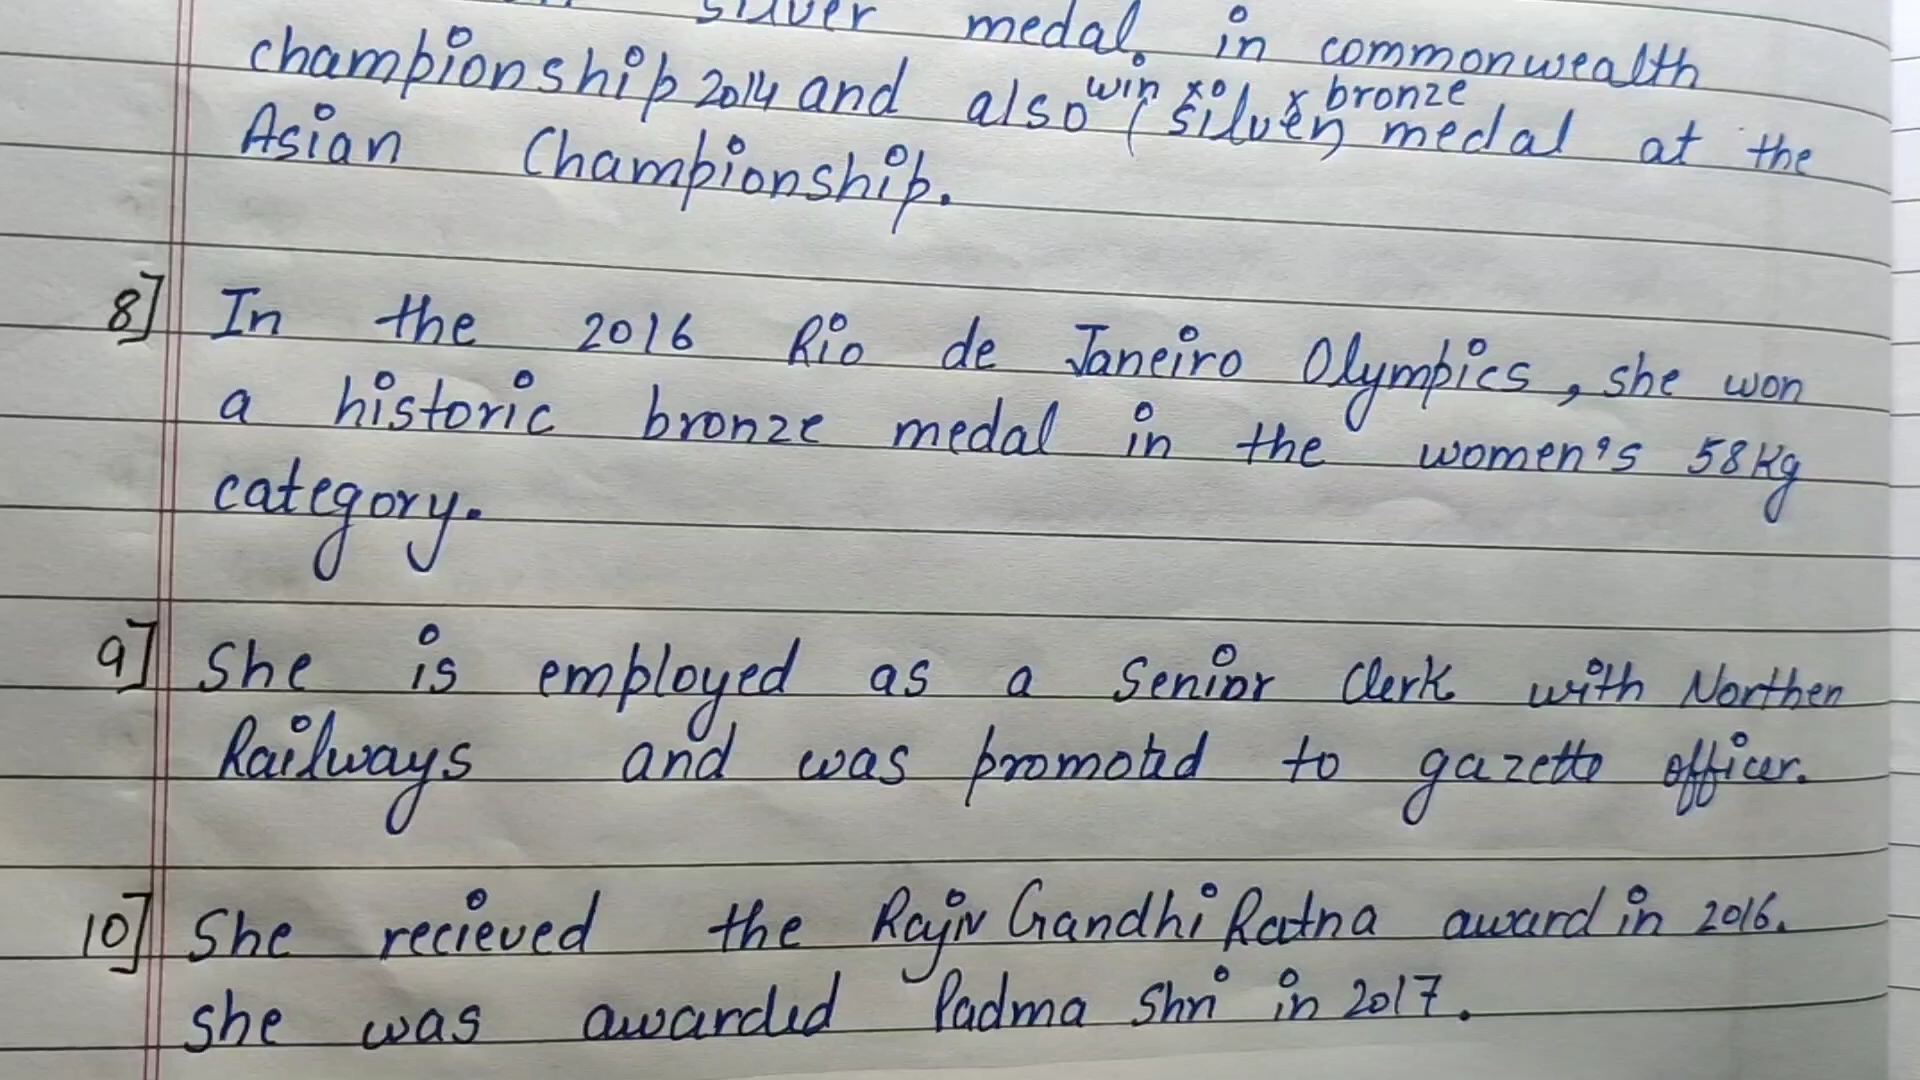 silver medal in commonwealth
championship 2014 and also win (silver) bronze medal at the
Asian Championship.
8] In the 2016 Rio de Janeiro Olympics, she won
a historic bronze medal in the women's 58kg
category.
9] She is employed as a Senior Clerk with Northen
Railways and was promoted to gazette officer.
10] She recieved the Rajiv Gandhi Ratna award in 2016.
she was awarded Padma Shri in 2017.